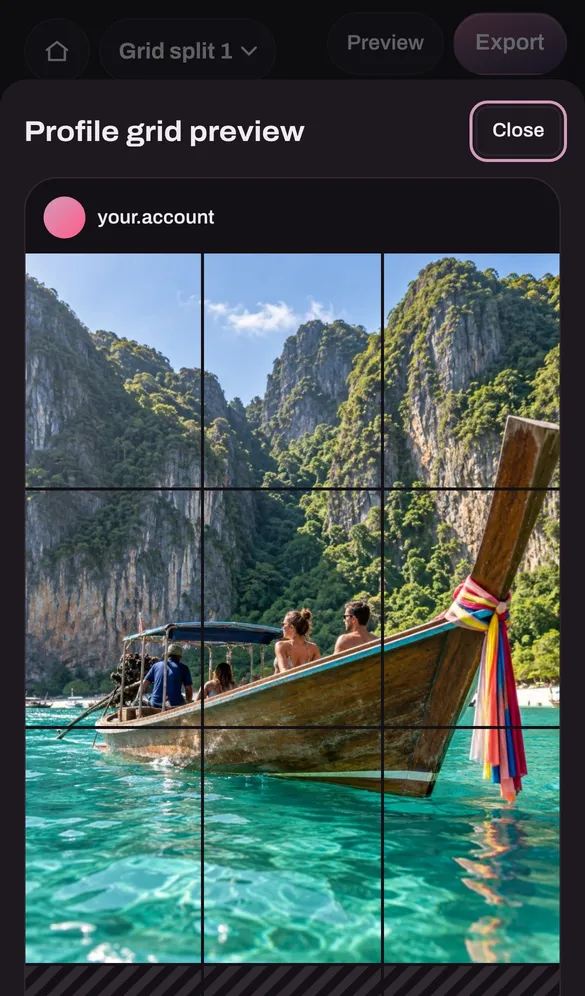 Grid split 1
Preview
Export
Profile grid preview
Close
your.account